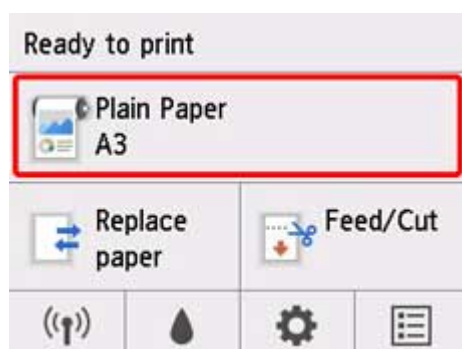 Ready to print
Plain Paper
A3
Replace
paper
Feed/Cut